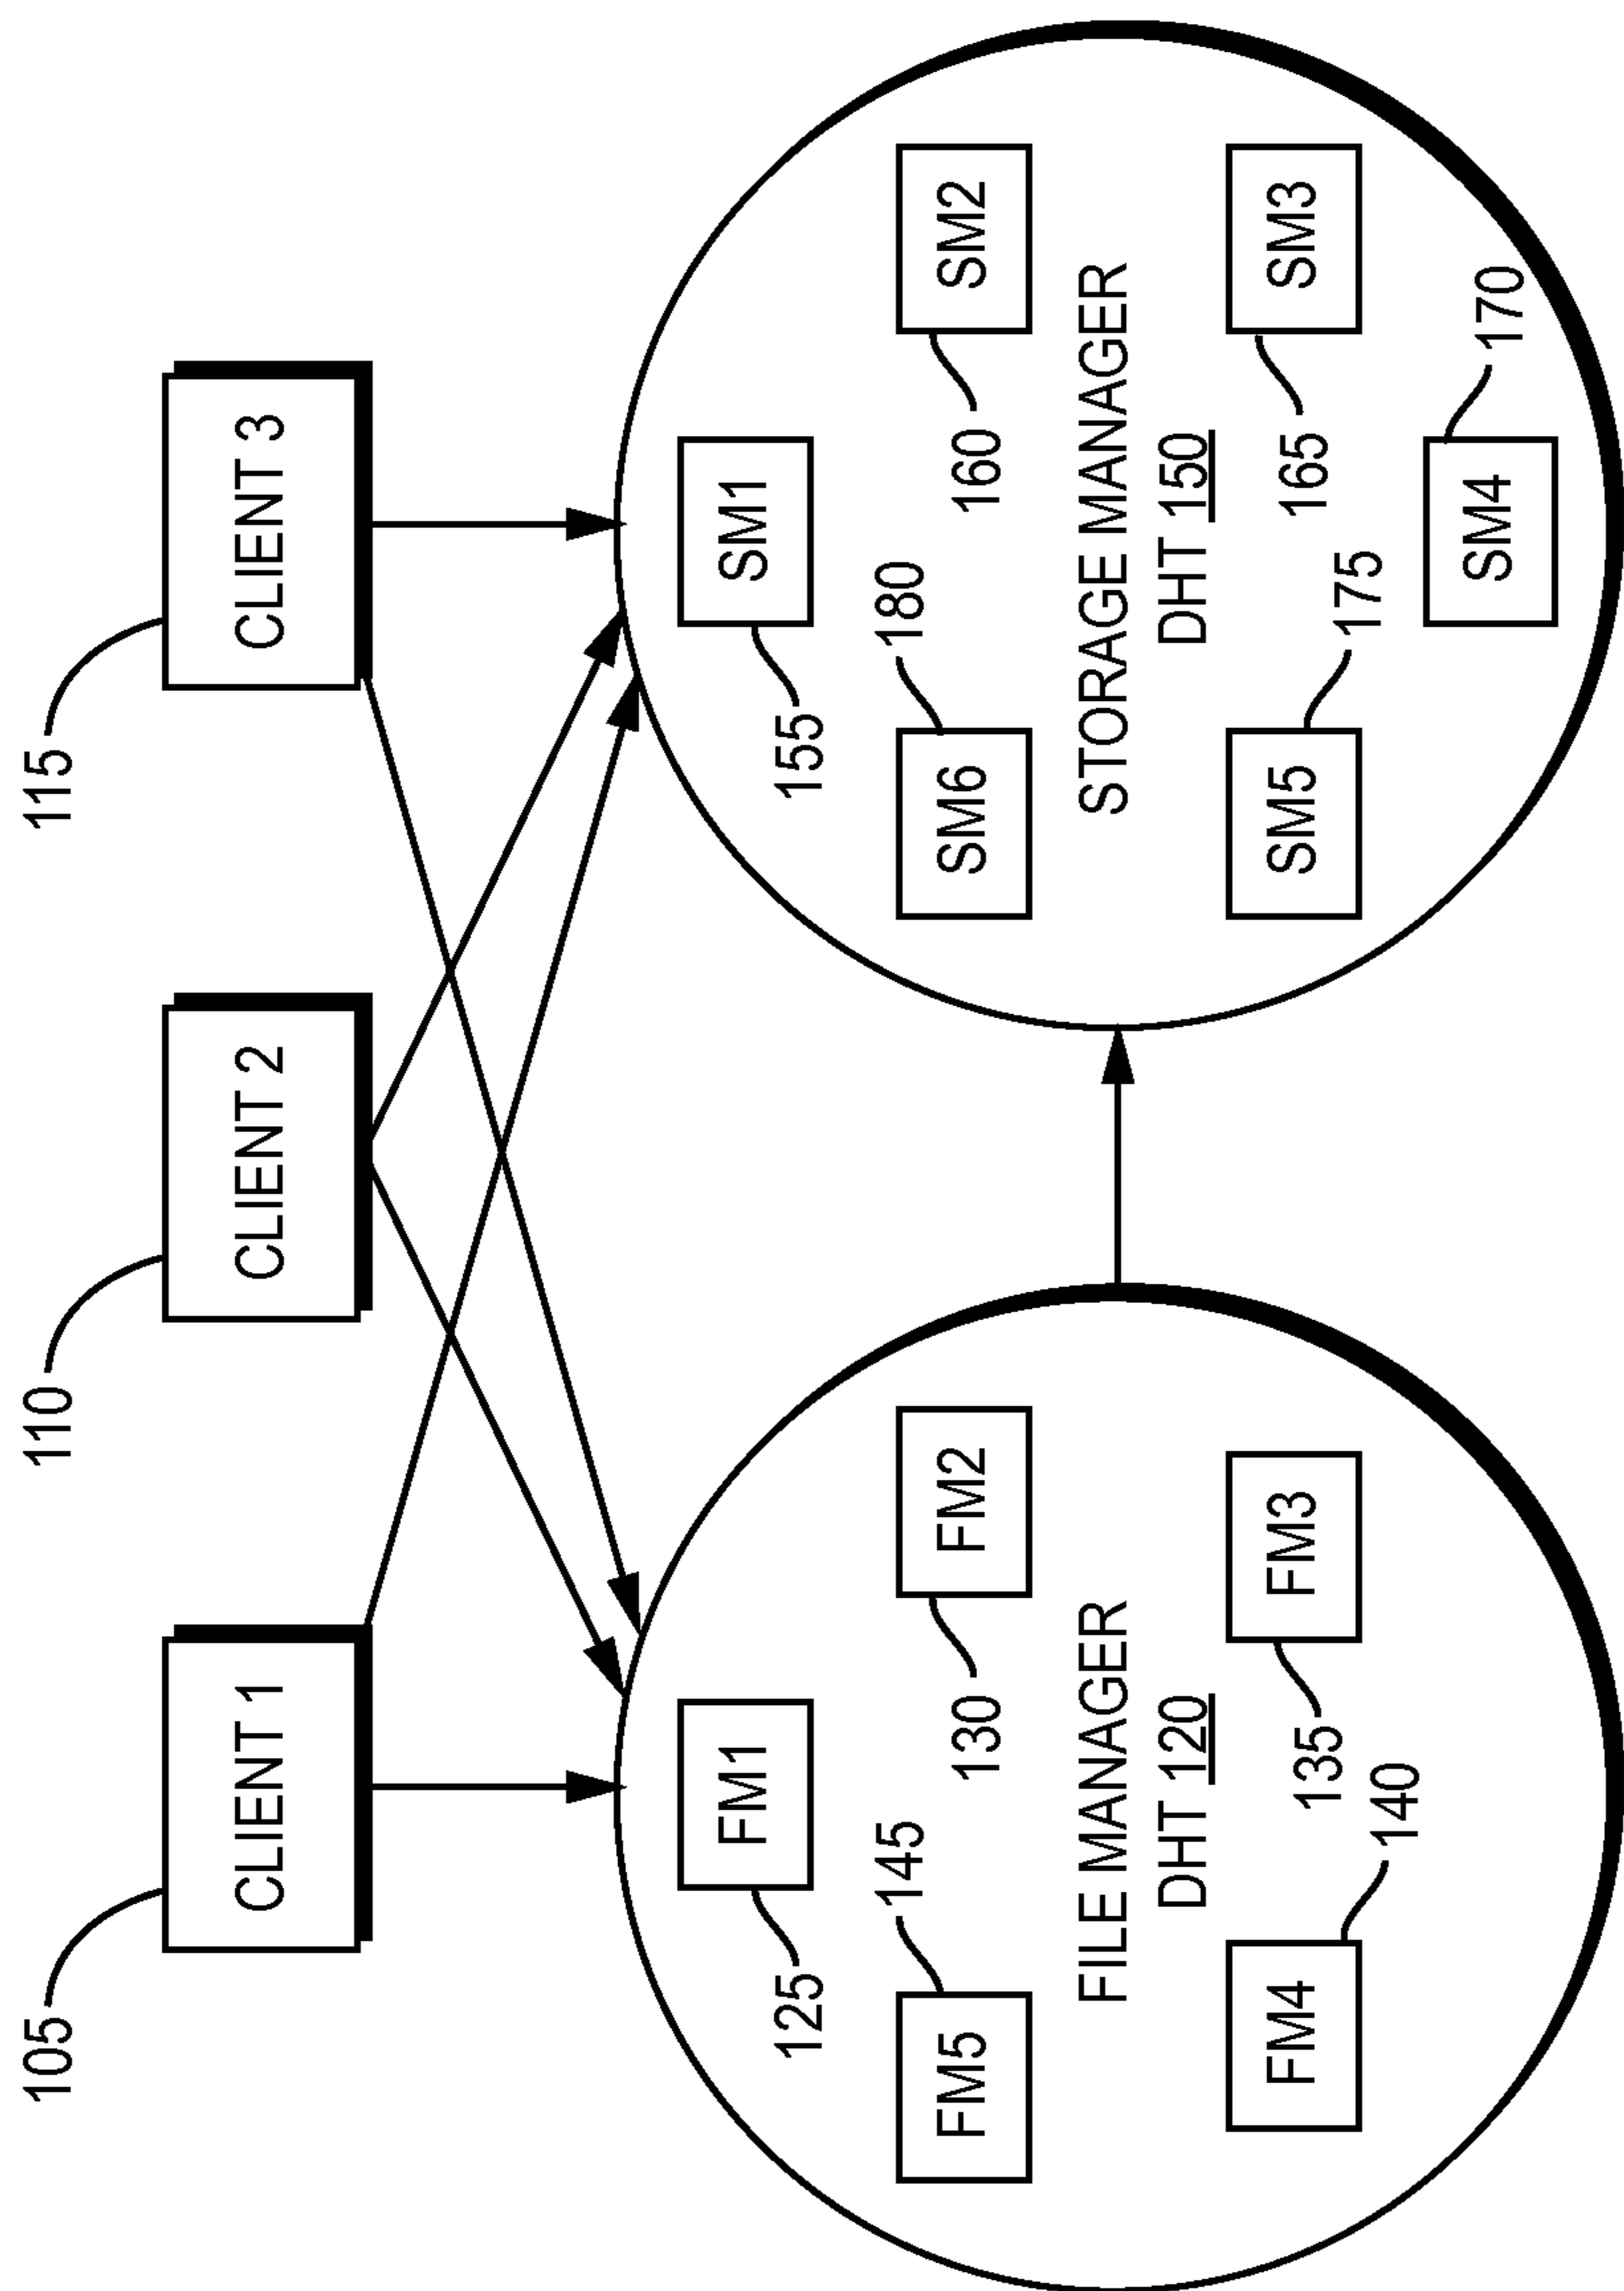 105
CLIENT 1
110
CLIENT 2
115
CLIENT 3
FM1
125
145
FM5
FM2
130
FILE MANAGER
DHT 120
FM4
140
FM3
135
SM1
155
180
SM6
SM2
160
STORAGE MANAGER
DHT 150
SM5
175
SM3
165
SM4
170